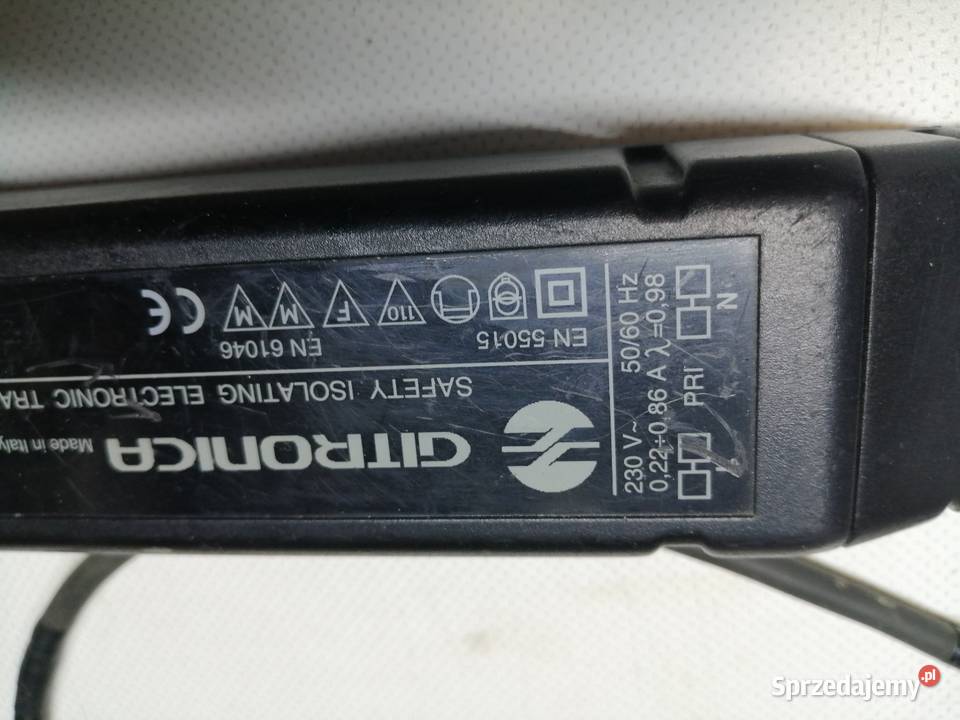 GITRONICA
Made in Italy
SAFETY ISOLATING ELECTRONIC TRA
EN 55015
EN 61046
110
F
M
M
CE
230 V~ 50/60 Hz
0,22÷0.86 A λ=0,98
PRI
N
Sprzedajemy.pl